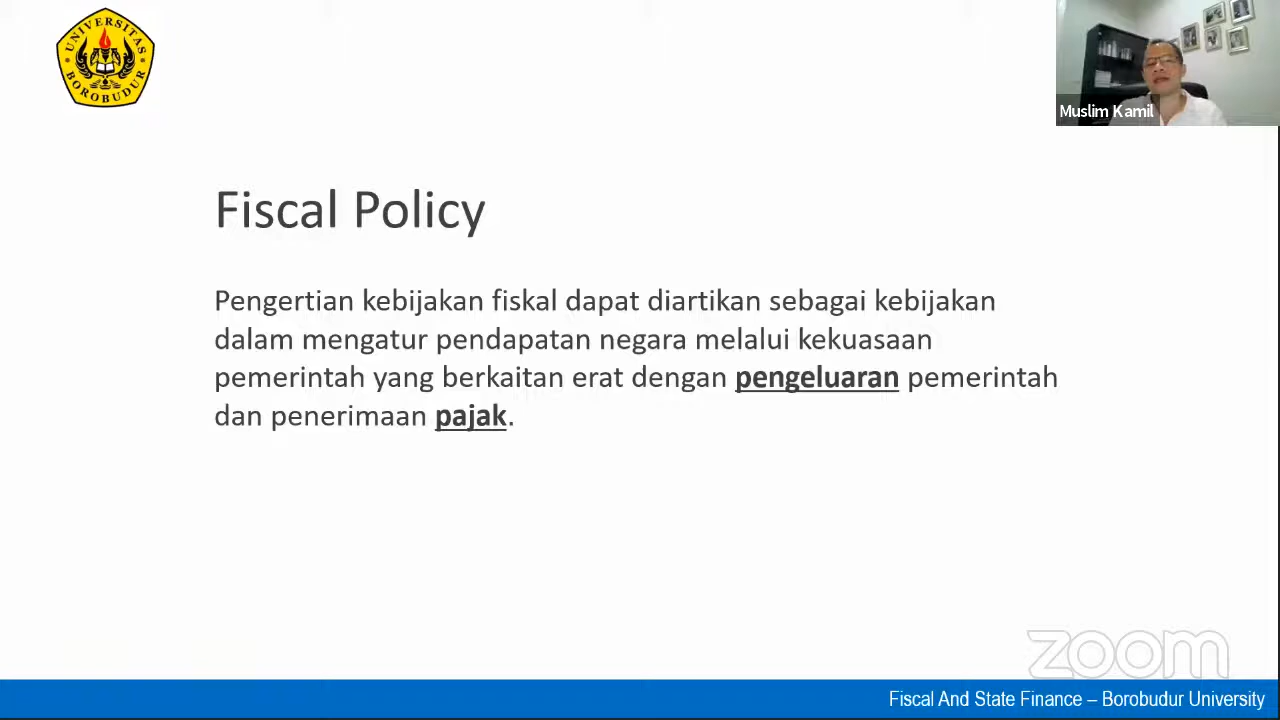 UNIVERSITAS
BOROBUDUR
Muslim Kamil
Fiscal Policy
Pengertian kebijakan fiskal dapat diartikan sebagai kebijakan
dalam mengatur pendapatan negara melalui kekuasaan
pemerintah yang berkaitan erat dengan pengeluaran pemerintah
dan penerimaan pajak.
zoom
Fiscal And State Finance – Borobudur University